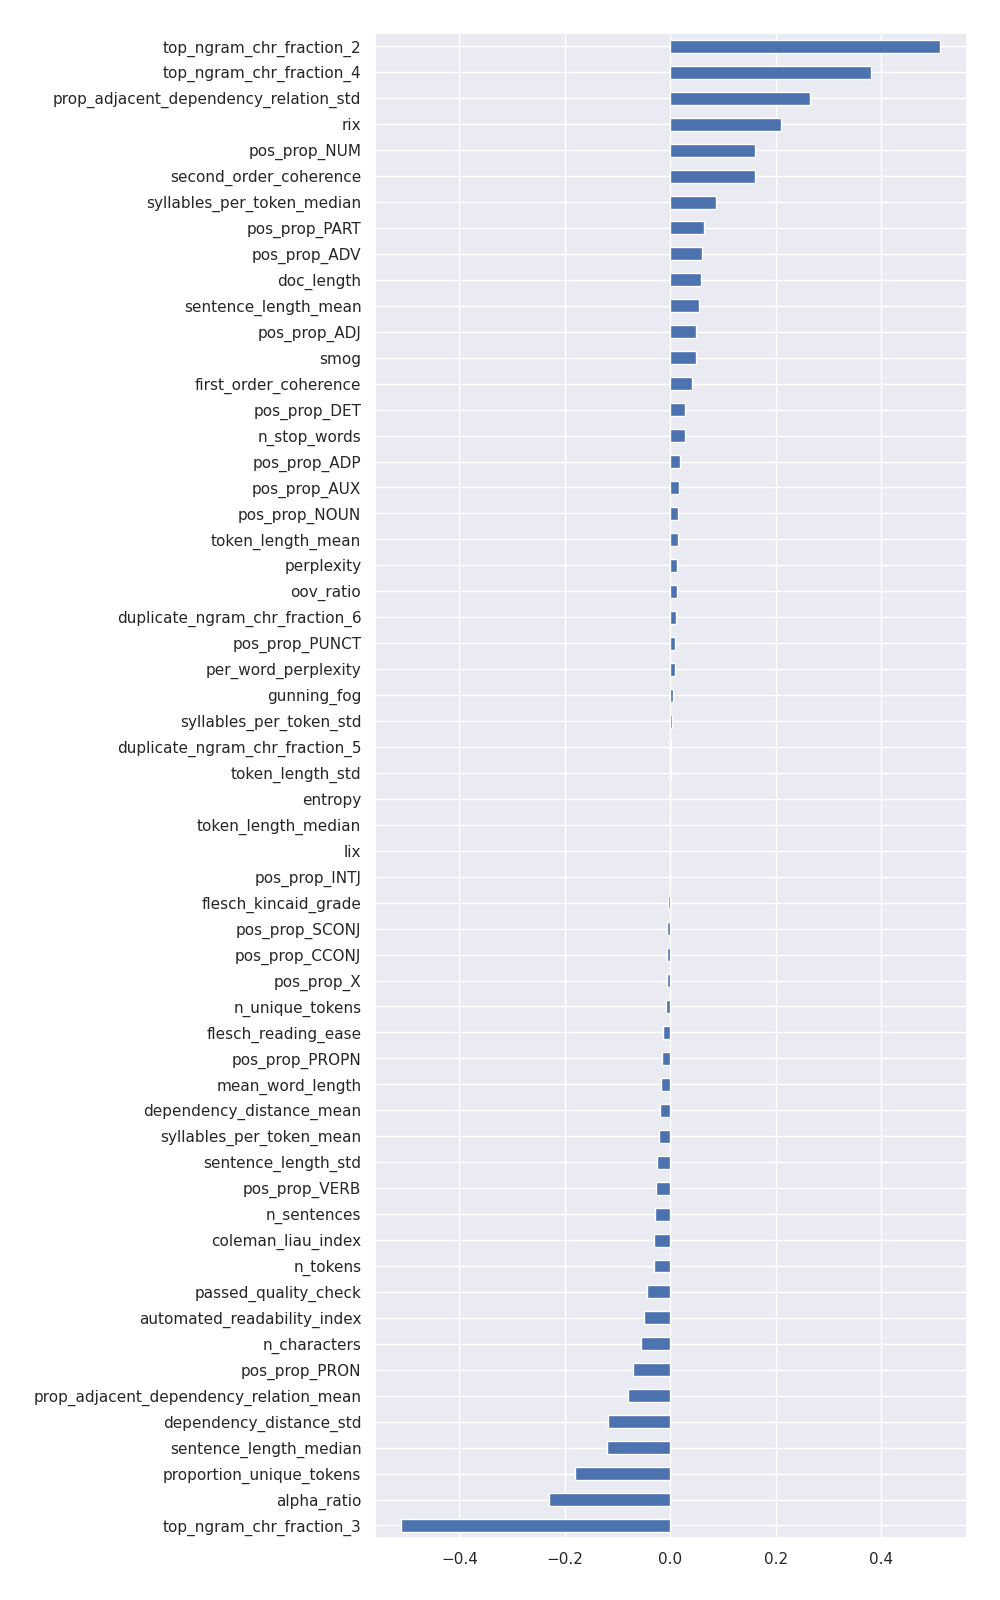 top_ngram_chr_fraction_2
top_ngram_chr_fraction_4
prop_adjacent_dependency_relation_std
rix
pos_prop_NUM
second_order_coherence
syllables_per_token_median
pos_prop_PART
pos_prop_ADV
doc_length
sentence_length_mean
pos_prop_ADJ
smog
first_order_coherence
pos_prop_DET
n_stop_words
pos_prop_ADP
pos_prop_AUX
pos_prop_NOUN
token_length_mean
perplexity
oov_ratio
duplicate_ngram_chr_fraction_6
pos_prop_PUNCT
per_word_perplexity
gunning_fog
syllables_per_token_std
duplicate_ngram_chr_fraction_5
token_length_std
entropy
token_length_median
lix
pos_prop_INTJ
flesch_kincaid_grade
pos_prop_SCONJ
pos_prop_CCONJ
pos_prop_X
n_unique_tokens
flesch_reading_ease
pos_prop_PROPN
mean_word_length
dependency_distance_mean
syllables_per_token_mean
sentence_length_std
pos_prop_VERB
n_sentences
coleman_liau_index
n_tokens
passed_quality_check
automated_readability_index
n_characters
pos_prop_PRON
prop_adjacent_dependency_relation_mean
dependency_distance_std
sentence_length_median
proportion_unique_tokens
alpha_ratio
top_ngram_chr_fraction_3
−0.4 −0.2 0.0 0.2 0.4